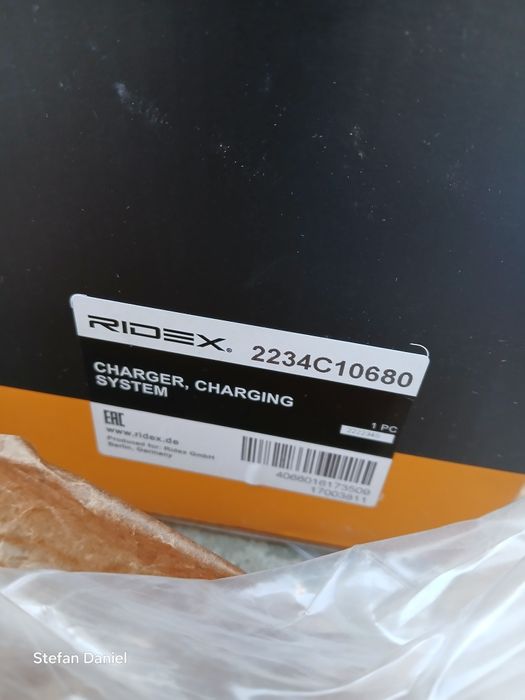 RIDEX® 2234C10680
CHARGER, CHARGING
SYSTEM
1 PC
EAC
www.ridex.de
Produced for: Ridex GmbH
Berlin, Germany
4066016173509
17003811
Stefan Daniel